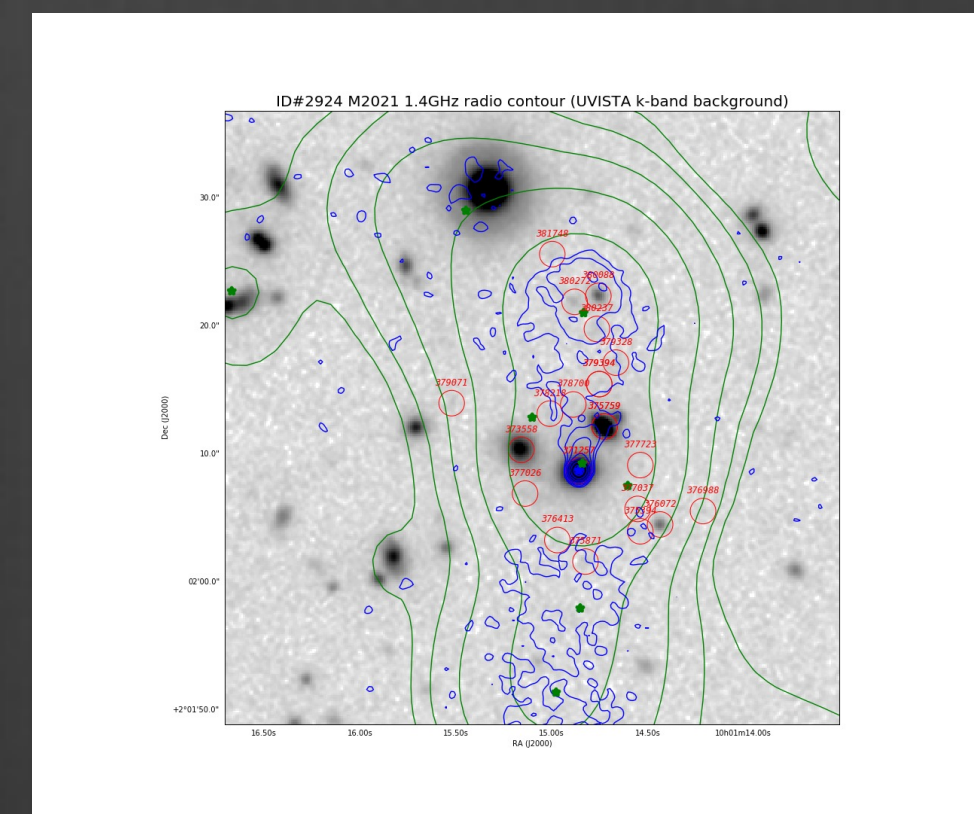 ID#2924 M2021 1.4GHz radio contour (UVISTA k-band background)
30.0"
20.0"
10.0"
02'00.0"
+2°01'50.0"
Dec (J2000)
381748
380088
380272
380237
379328
379394
379071
378700
378218
375759
373558
377723
377026
377037
376988
376072
376413
375871
16.50s
16.00s
15.50s
15.00s
14.50s
10h01m14.00s
RA (J2000)